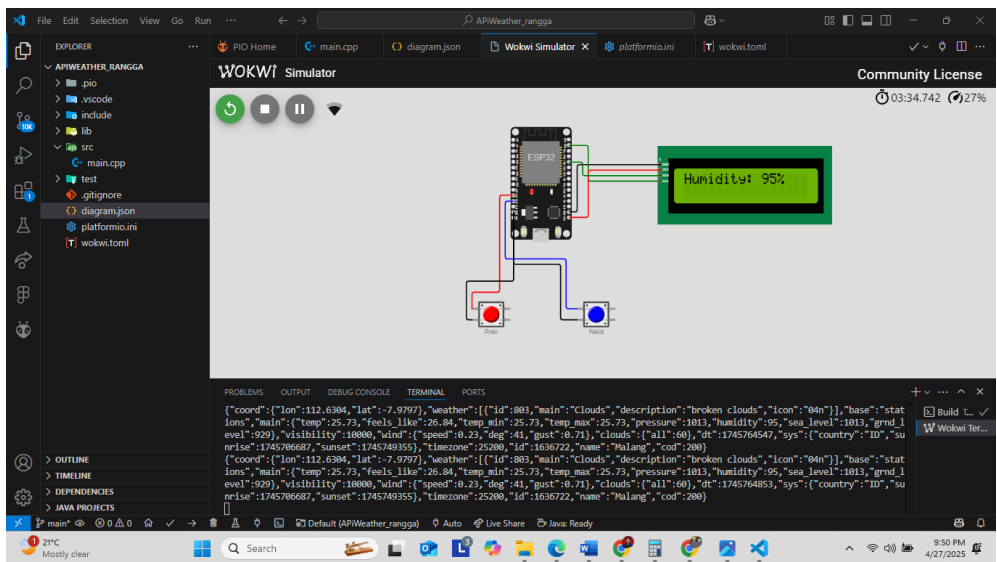 File Edit Selection View Go Run ··· APiWeather_rangga
EXPLORER ···
PIO Home main.cpp {} diagram.json Wokwi Simulator × platformio.ini [T] wokwi.toml ···
APIWEATHER_RANGGA
WOKWi Simulator Community License
> .pio
> .vscode
> include
> lib
src
main.cpp
> test
.gitignore
{} diagram.json
platformio.ini
[T] wokwi.toml
10K
1
03:34.742 27%
ESP32
Humidity: 95%
Prev Next
PROBLEMS OUTPUT DEBUG CONSOLE TERMINAL PORTS
Build T...
Wokwi Ter...
{"coord":{"lon":112.6304,"lat":-7.9797},"weather":[{"id":803,"main":"Clouds","description":"broken clouds","icon":"04n"}],"base":"stat
ions","main":{"temp":25.73,"feels_like":26.84,"temp_min":25.73,"temp_max":25.73,"pressure":1013,"humidity":95,"sea_level":1013,"grnd_l
evel":929},"visibility":10000,"wind":{"speed":0.23,"deg":41,"gust":0.71},"clouds":{"all":60},"dt":1745764547,"sys":{"country":"ID","su
nrise":1745706687,"sunset":1745749355},"timezone":25200,"id":1636722,"name":"Malang","cod":200}
{"coord":{"lon":112.6304,"lat":-7.9797},"weather":[{"id":803,"main":"Clouds","description":"broken clouds","icon":"04n"}],"base":"stat
ions","main":{"temp":25.73,"feels_like":26.84,"temp_min":25.73,"temp_max":25.73,"pressure":1013,"humidity":95,"sea_level":1013,"grnd_l
evel":929},"visibility":10000,"wind":{"speed":0.23,"deg":41,"gust":0.71},"clouds":{"all":60},"dt":1745764853,"sys":{"country":"ID","su
nrise":1745706687,"sunset":1745749355},"timezone":25200,"id":1636722,"name":"Malang","cod":200}
> OUTLINE
> TIMELINE
> DEPENDENCIES
> JAVA PROJECTS
main* 0 0 0 Default (APiWeather_rangga) Auto Live Share Java: Ready
21°C
Mostly clear
Search
9:50 PM
4/27/2025